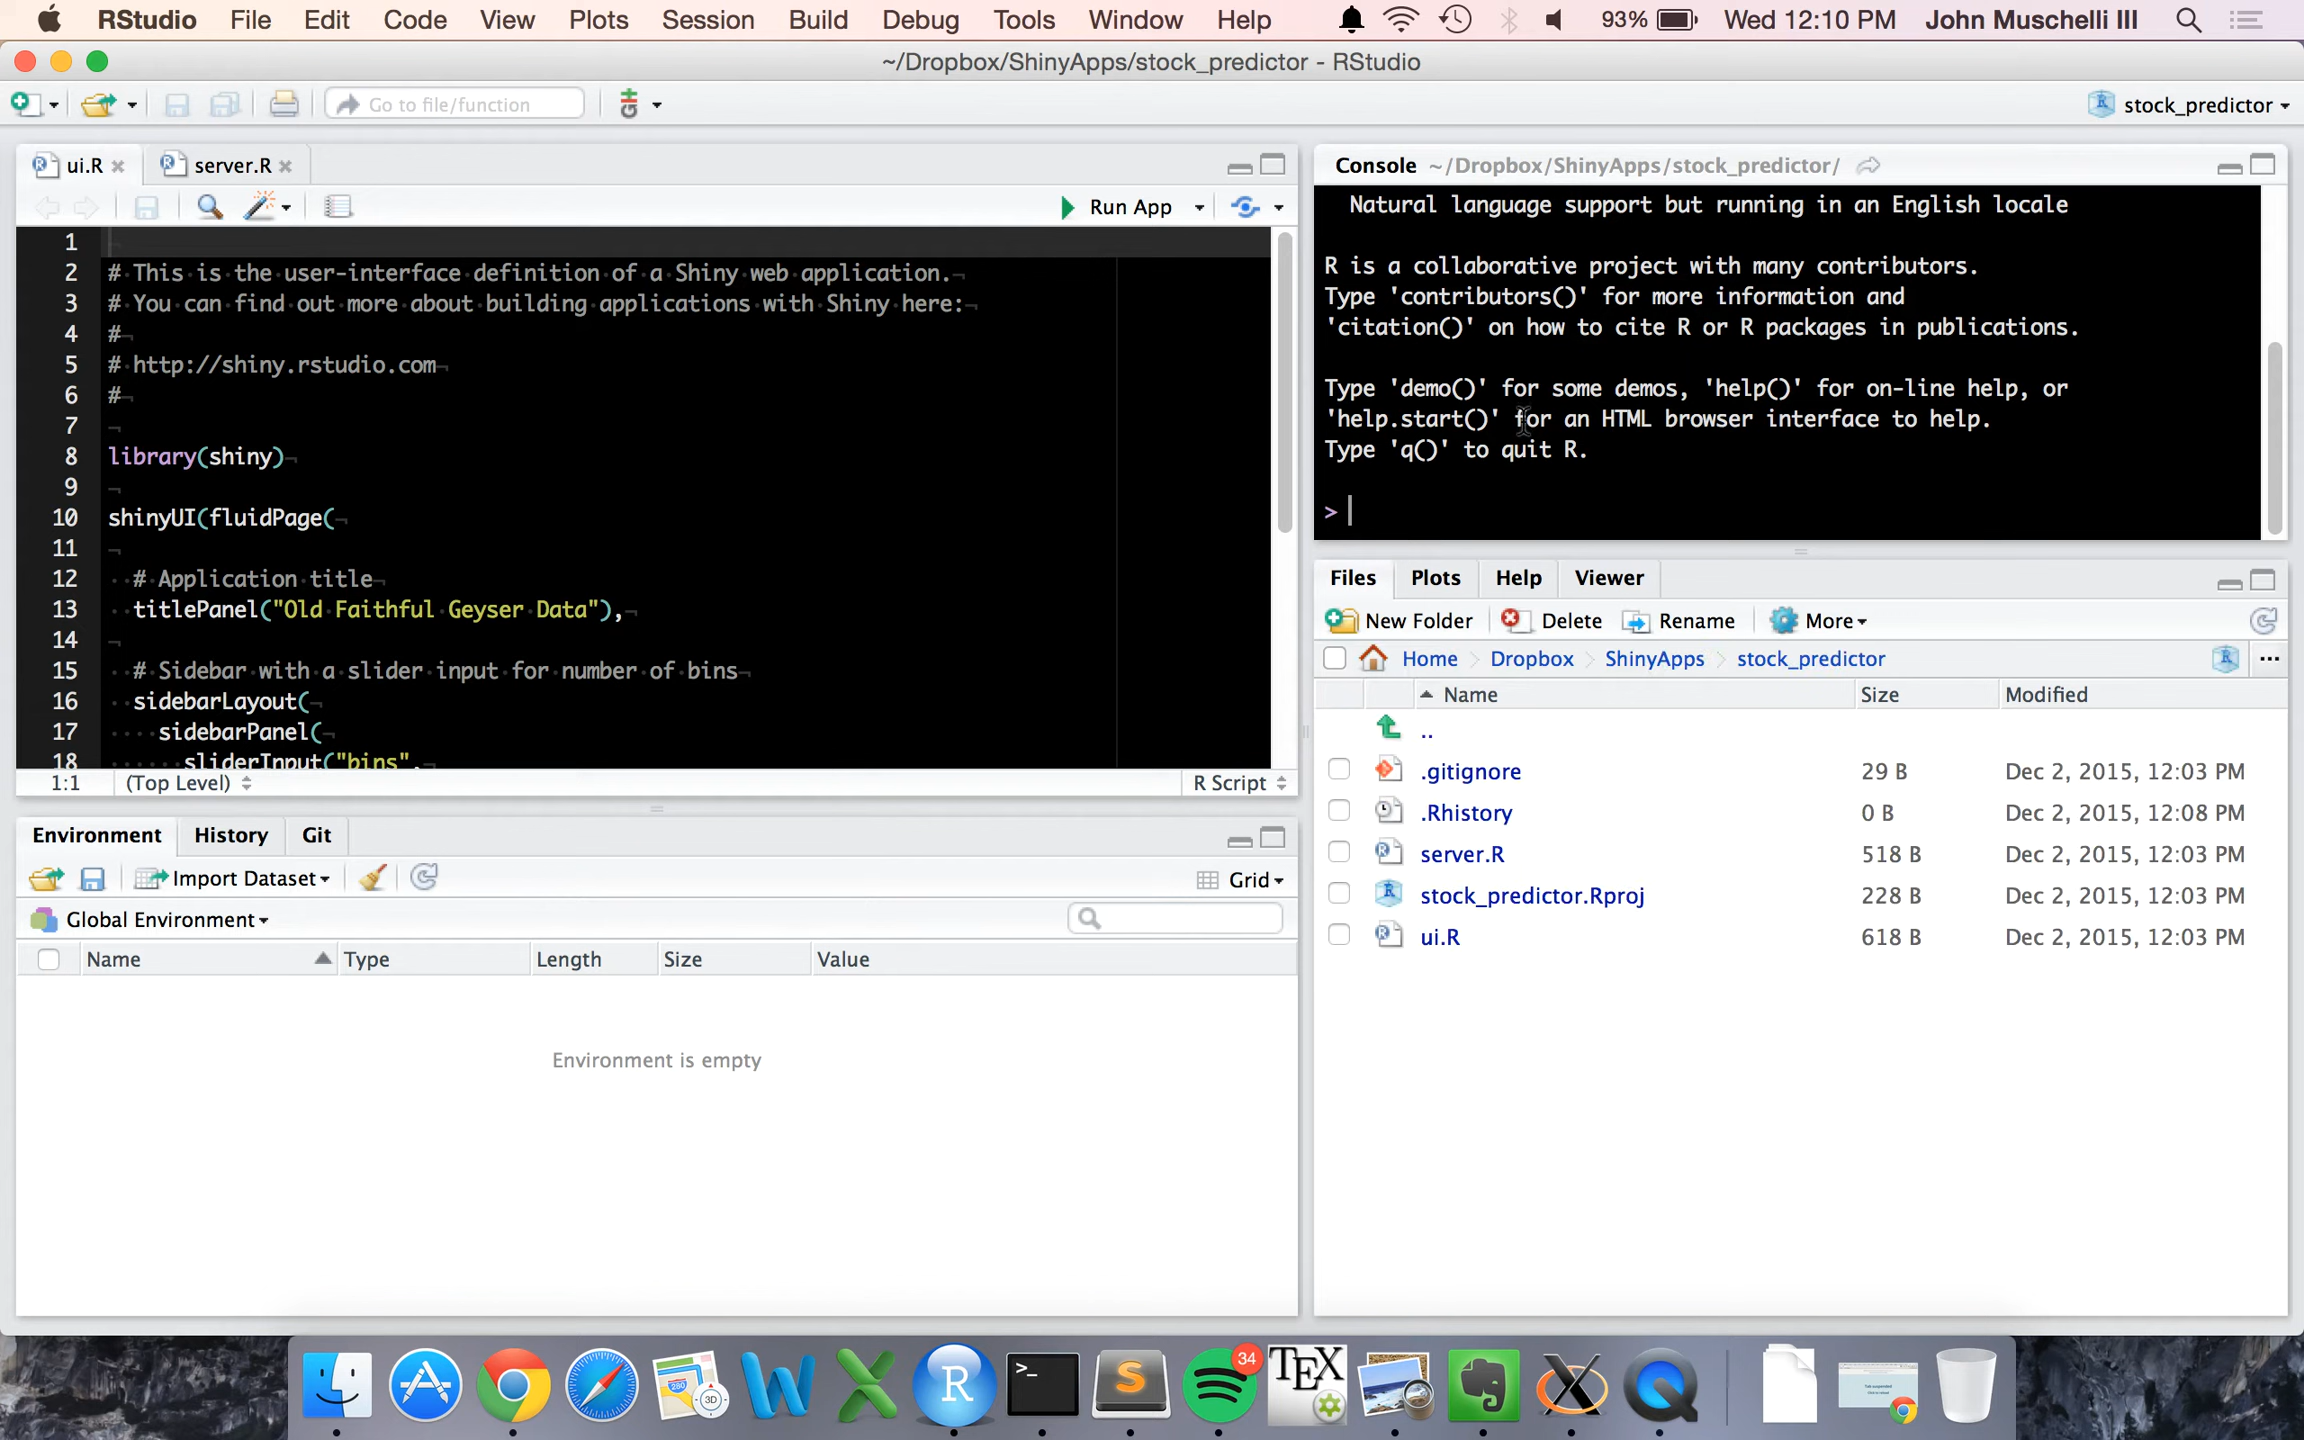 RStudio File Edit Code View Plots Session Build Debug Tools Window Help 93% Wed 12:10 PM John Muschelli III
~/Dropbox/ShinyApps/stock_predictor - RStudio
Go to file/function
stock_predictor
ui.R server.R
Run App
1
2 # This is the user-interface definition of a Shiny web application.
3 # You can find out more about building applications with Shiny here:
4 #
5 # http://shiny.rstudio.com
6 #
7
8 library(shiny)
9
10 shinyUI(fluidPage(
11
12 # Application title
13 titlePanel("Old Faithful Geyser Data"),
14
15 # Sidebar with a slider input for number of bins
16 sidebarLayout(
17 sidebarPanel(
18 sliderInput("bins",
1:1 (Top Level) R Script
Environment History Git
Import Dataset Grid
Global Environment
Name Type Length Size Value
Environment is empty
Console ~/Dropbox/ShinyApps/stock_predictor/
Natural language support but running in an English locale
R is a collaborative project with many contributors.
Type 'contributors()' for more information and
'citation()' on how to cite R or R packages in publications.
Type 'demo()' for some demos, 'help()' for on-line help, or
'help.start()' for an HTML browser interface to help.
Type 'q()' to quit R.
>
Files Plots Help Viewer
New Folder Delete Rename More
Home Dropbox ShinyApps stock_predictor ...
Name Size Modified
..
.gitignore 29 B Dec 2, 2015, 12:03 PM
.Rhistory 0 B Dec 2, 2015, 12:08 PM
server.R 518 B Dec 2, 2015, 12:03 PM
stock_predictor.Rproj 228 B Dec 2, 2015, 12:03 PM
ui.R 618 B Dec 2, 2015, 12:03 PM
280 3D W X R >_ S 34 TEX X